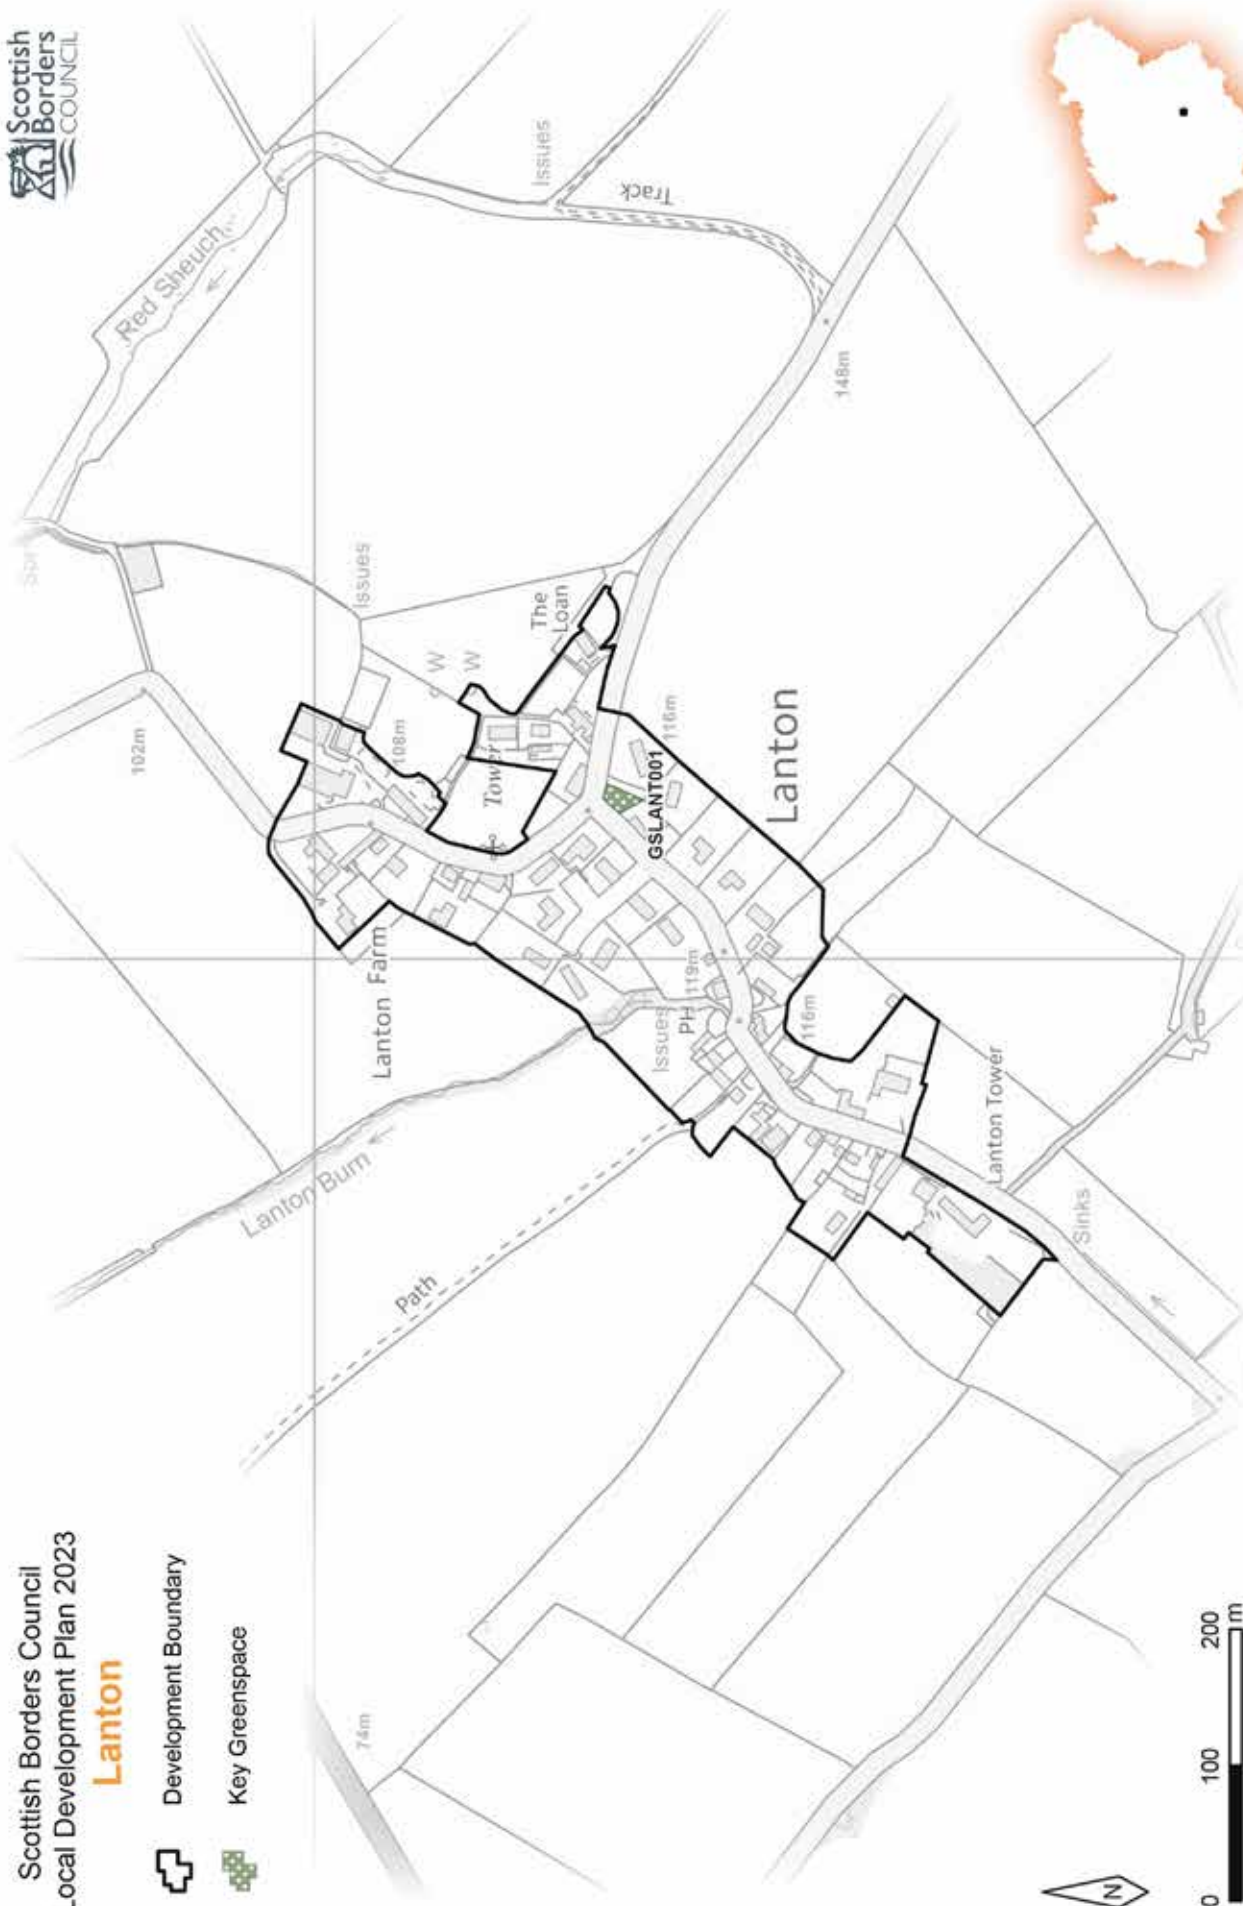 Scottish Borders Council
Local Development Plan 2023
Lanton
Development Boundary
Key Greenspace
Scottish
Borders
COUNCIL
Red Sheuch
Issues
Track
102m
Issues
148m
The
Loan
W
W
108m
Tower
116m
GSLANT001
Lanton
Lanton Farm
PH
119m
Issues
116m
Lanton Burn
Path
Lanton Tower
Sinks
74m
N
0
100
200
m